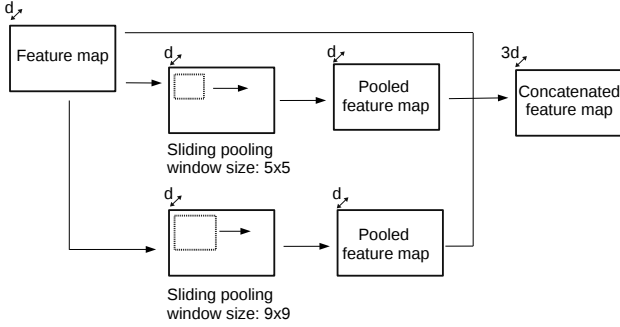 d
Feature map
d
d
Pooled
feature map
3d
Concatenated
feature map
Sliding pooling
window size: 5x5
d
d
Pooled
feature map
Sliding pooling
window size: 9x9